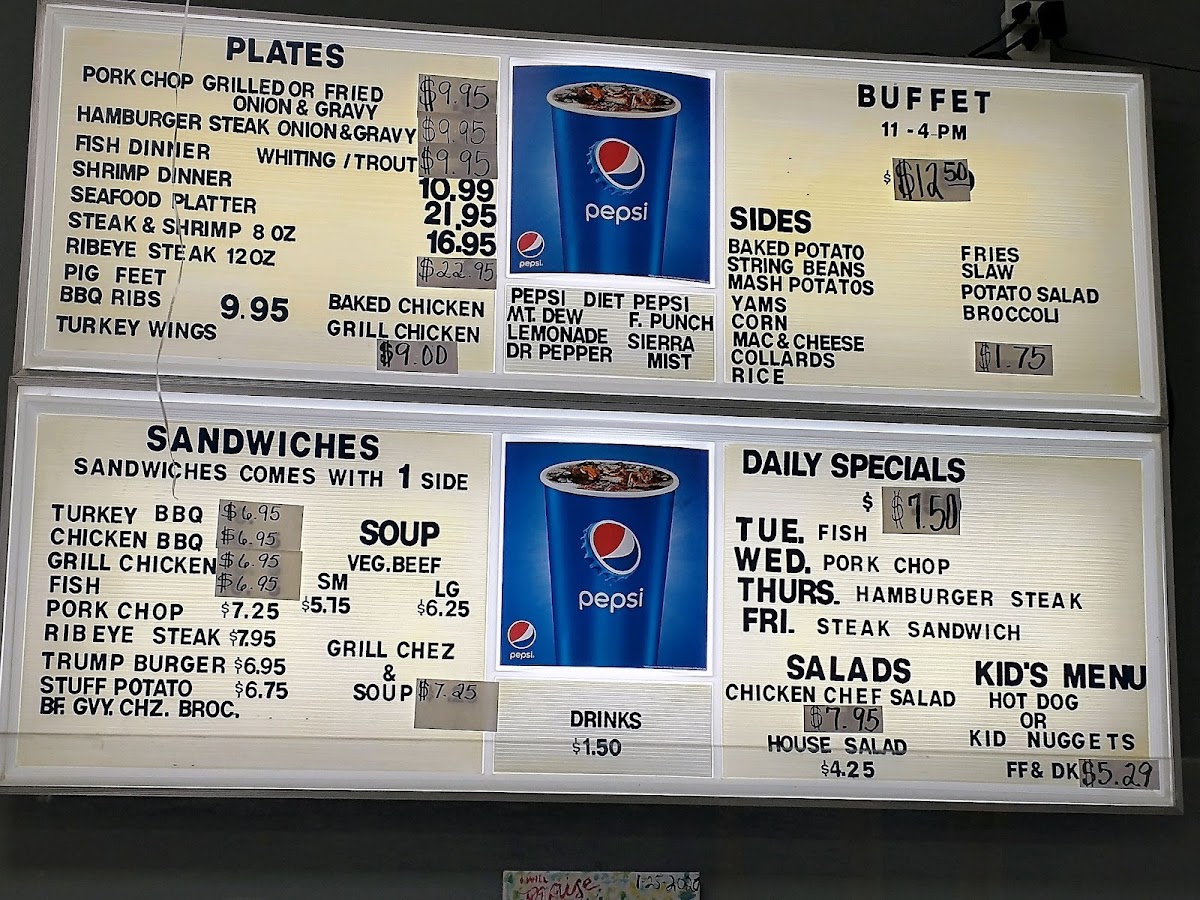 PLATES
PORK CHOP GRILLED OR FRIED $9.95
ONION & GRAVY
HAMBURGER STEAK ONION & GRAVY $9.95
FISH DINNER WHITING / TROUT $9.95
SHRIMP DINNER 10.99
SEAFOOD PLATTER 21.95
STEAK & SHRIMP 8 OZ 16.95
RIBEYE STEAK 12 OZ $22.95
PIG FEET
BBQ RIBS 9.95
TURKEY WINGS
BAKED CHICKEN
GRILL CHICKEN
$9.00
pepsi
pepsi.
PEPSI DIET PEPSI
MT. DEW F. PUNCH
LEMONADE SIERRA
DR PEPPER MIST
BUFFET
11 - 4 PM
$ $12 50
SIDES
BAKED POTATO
STRING BEANS
MASH POTATOS
YAMS
CORN
MAC & CHEESE
COLLARDS
RICE
FRIES
SLAW
POTATO SALAD
BROCCOLI
$1.75
SANDWICHES
SANDWICHES COMES WITH 1 SIDE
TURKEY BBQ $6.95
CHICKEN BBQ $6.95
GRILL CHICKEN $6.95
FISH $6.95
PORK CHOP $7.25
RIB EYE STEAK $7.95
TRUMP BURGER $6.95
STUFF POTATO $6.75
BF. GVY. CHZ. BROC.
SOUP
VEG. BEEF
SM LG
$5.75 $6.25
GRILL CHEZ
&
SOUP $7.25
pepsi
pepsi.
DRINKS
$1.50
DAILY SPECIALS
$ $7.50
TUE. FISH
WED. PORK CHOP
THURS. HAMBURGER STEAK
FRI. STEAK SANDWICH
SALADS
CHICKEN CHEF SALAD
$7.95
HOUSE SALAD
$4.25
KID'S MENU
HOT DOG
OR
KID NUGGETS
FF & DK $5.29
Praise